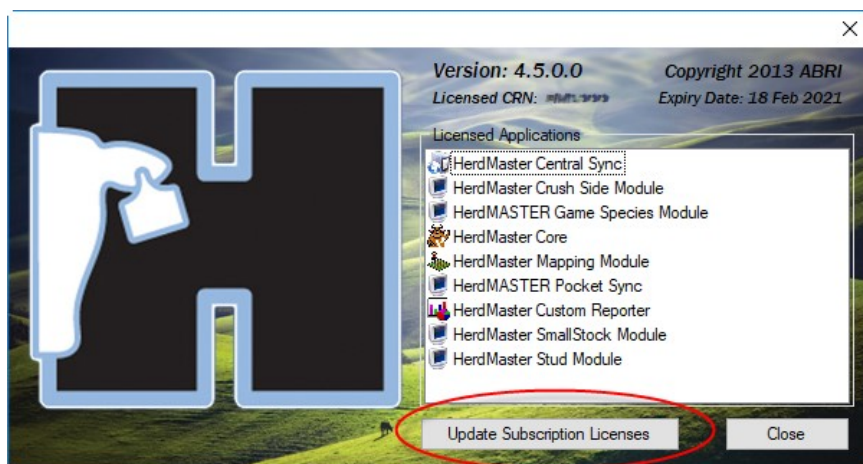 Version: 4.5.0.0
Copyright 2013 ABRI
Licensed CRN:
Expiry Date: 18 Feb 2021
Licensed Applications
HerdMaster Central Sync
HerdMaster Crush Side Module
HerdMASTER Game Species Module
HerdMaster Core
HerdMaster Mapping Module
HerdMASTER Pocket Sync
HerdMaster Custom Reporter
HerdMaster SmallStock Module
HerdMaster Stud Module
Update Subscription Licenses
Close